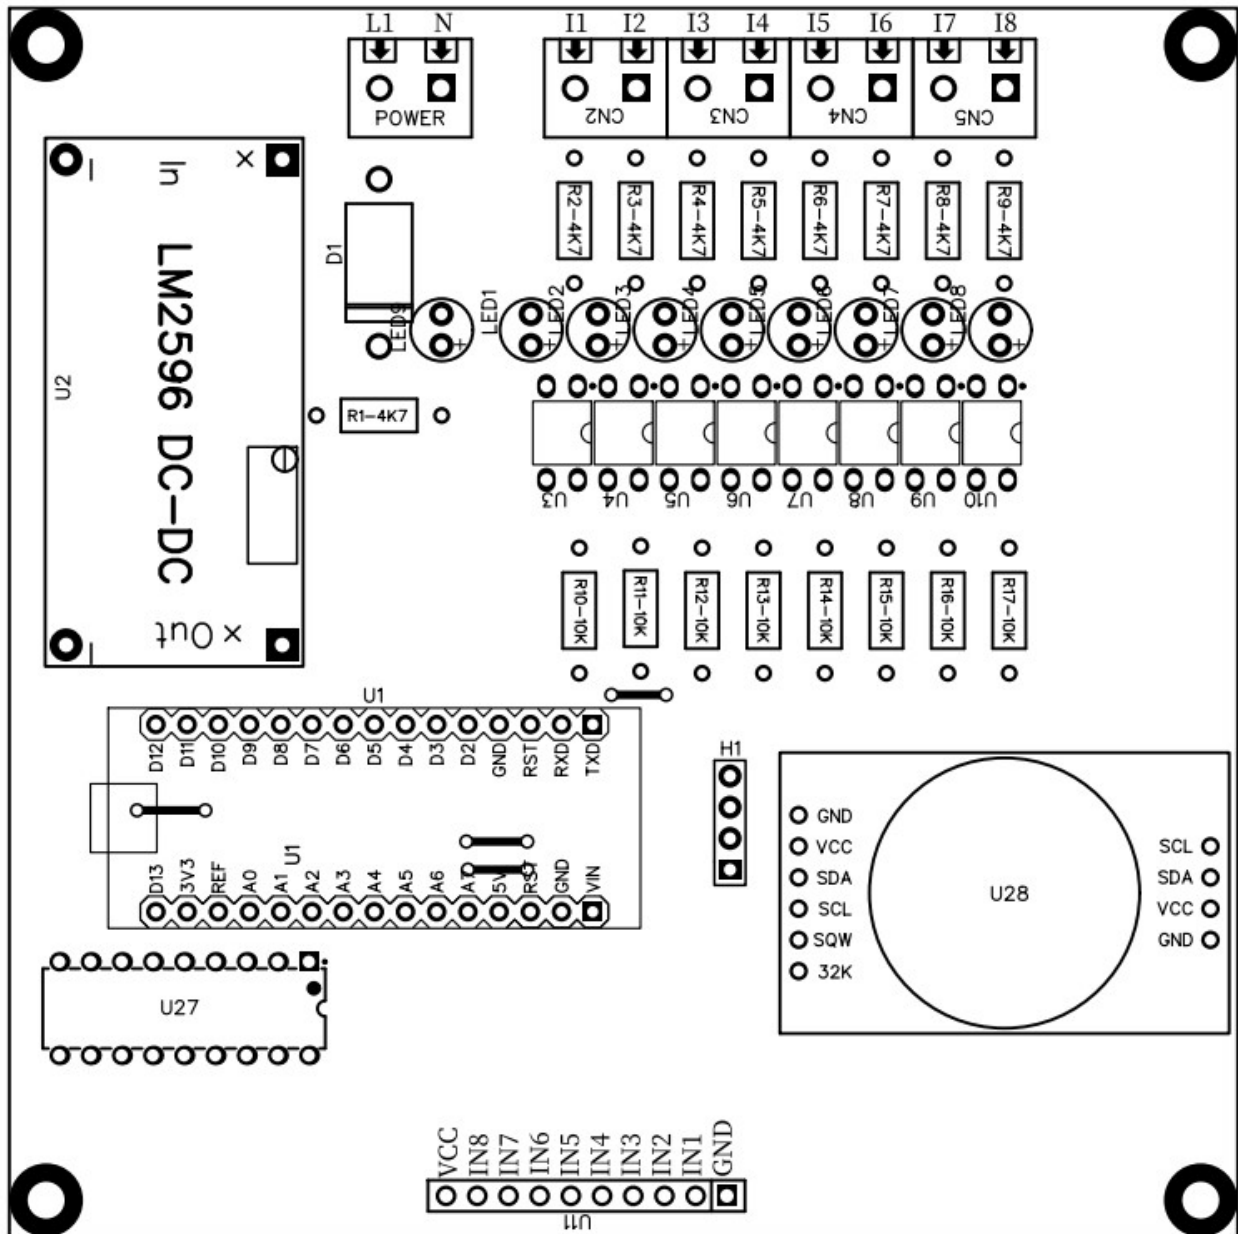 L1 N I1 I2 I3 I4 I5 I6 I7 I8
POWER CN2 CN3 CN4 CN5
In
LM2596 DC-DC
Out
U2
D1
R2-4K7 R3-4K7 R4-4K7 R5-4K7 R6-4K7 R7-4K7 R8-4K7 R9-4K7
LED9 LED1 LED2 LED3 LED4 LED5 LED6 LED7 LED8
R1-4K7
U3 U4 U5 U6 U7 U8 U9 U10
R10-10K R11-10K R12-10K R13-10K R14-10K R15-10K R16-10K R17-10K
U1
D12 D11 D10 D9 D8 D7 D6 D5 D4 D3 D2 GND RST RXD TXD
U1
D13 3V3 REF A0 A1 A2 A3 A4 A5 A6 A7 5V RST GND VIN
H1
GND
VCC
SDA
SCL
SQW
32K
U28
SCL
SDA
VCC
GND
U27
VCC IN8 IN7 IN6 IN5 IN4 IN3 IN2 IN1 GND
U11